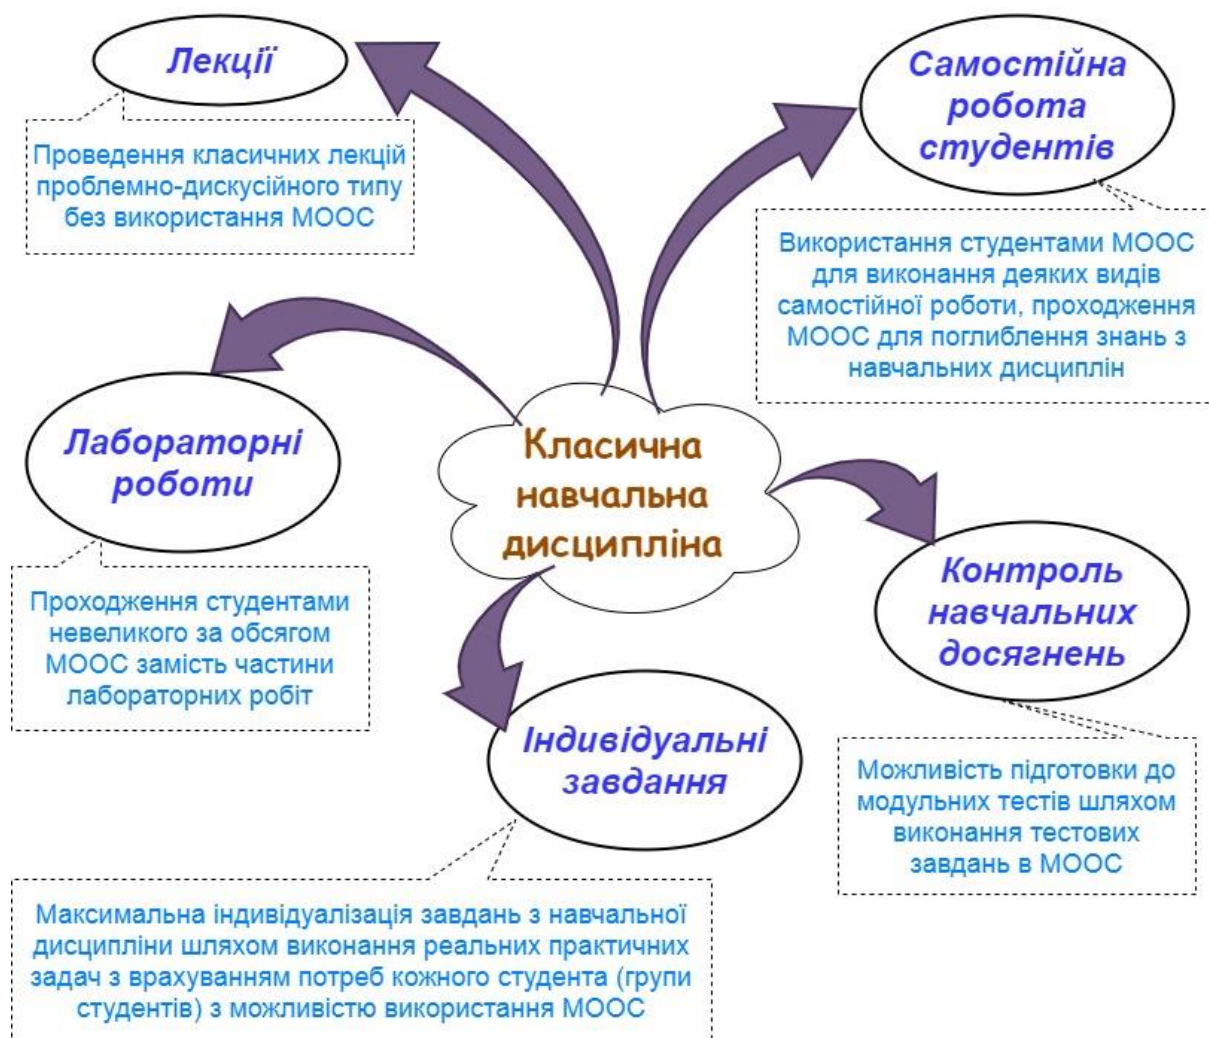 Лекції
Проведення класичних лекцій
проблемно-дискусійного типу
без використання МООС
Самостійна
робота
студентів
Використання студентами МООС
для виконання деяких видів
самостійної роботи, проходження
МООС для поглиблення знань з
навчальних дисциплін
Лабораторні
роботи
Проходження студентами
невеликого за обсягом
МООС замість частини
лабораторних робіт
Класична
навчальна
дисципліна
Контроль
навчальних
досягнень
Можливість підготовки до
модульних тестів шляхом
виконання тестових
завдань в МООС
Індивідуальні
завдання
Максимальна індивідуалізація завдань з навчальної
дисципліни шляхом виконання реальних практичних
задач з врахуванням потреб кожного студента (групи
студентів) з можливістю використання МООС